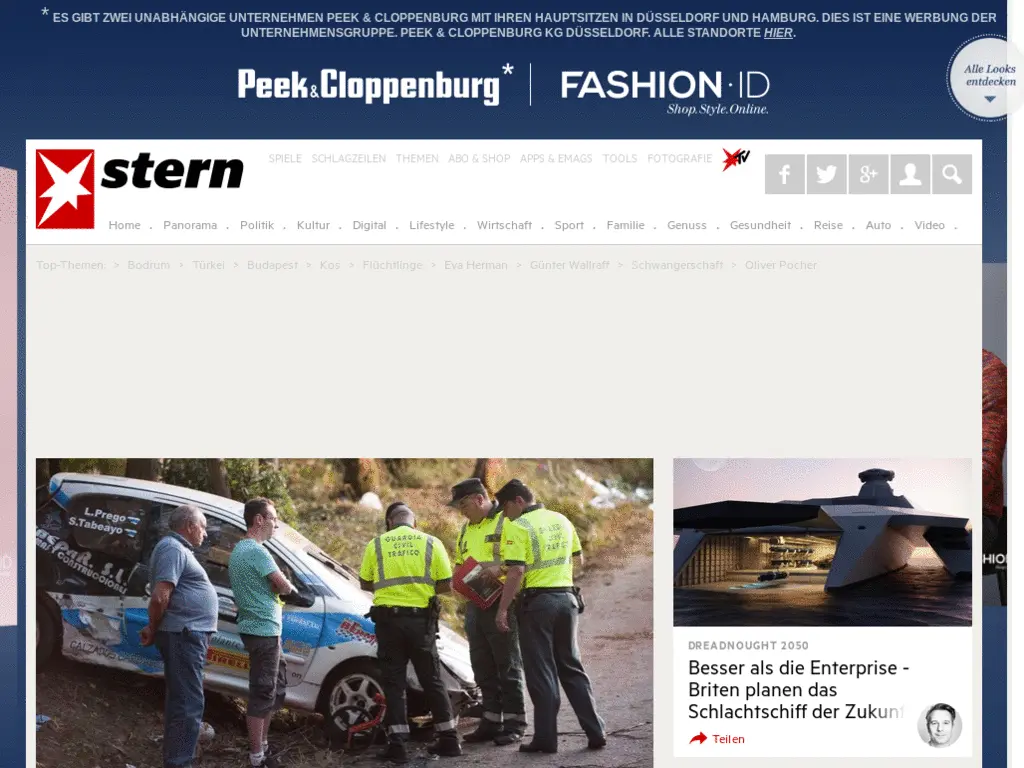 * ES GIBT ZWEI UNABHÄNGIGE UNTERNEHMEN PEEK & CLOPPENBURG MIT IHREN HAUPTSITZEN IN DÜSSELDORF UND HAMBURG. DIES IST EINE WERBUNG DER
UNTERNEHMENSGRUPPE. PEEK & CLOPPENBURG KG DÜSSELDORF. ALLE STANDORTE HIER.
Peek&Cloppenburg* FASHION·ID
Shop.Style.Online.
Alle Looks
entdecken
stern
SPIELE SCHLAGZEILEN THEMEN ABO & SHOP APPS & EMAGS TOOLS FOTOGRAFIE TV
Home . Panorama . Politik . Kultur . Digital . Lifestyle . Wirtschaft . Sport . Familie . Genuss . Gesundheit . Reise . Auto . Video .
Top-Themen: > Bodrum > Türkei > Budapest > Kos > Flüchtlinge > Eva Herman > Günter Wallraff > Schwangerschaft > Oliver Pocher
L.Prego
S.Tabeayo
GUARDIA
CIVIL
TRAFICO
DREADNOUGHT 2050
Besser als die Enterprise -
Briten planen das
Schlachtschiff der Zukunf
Teilen